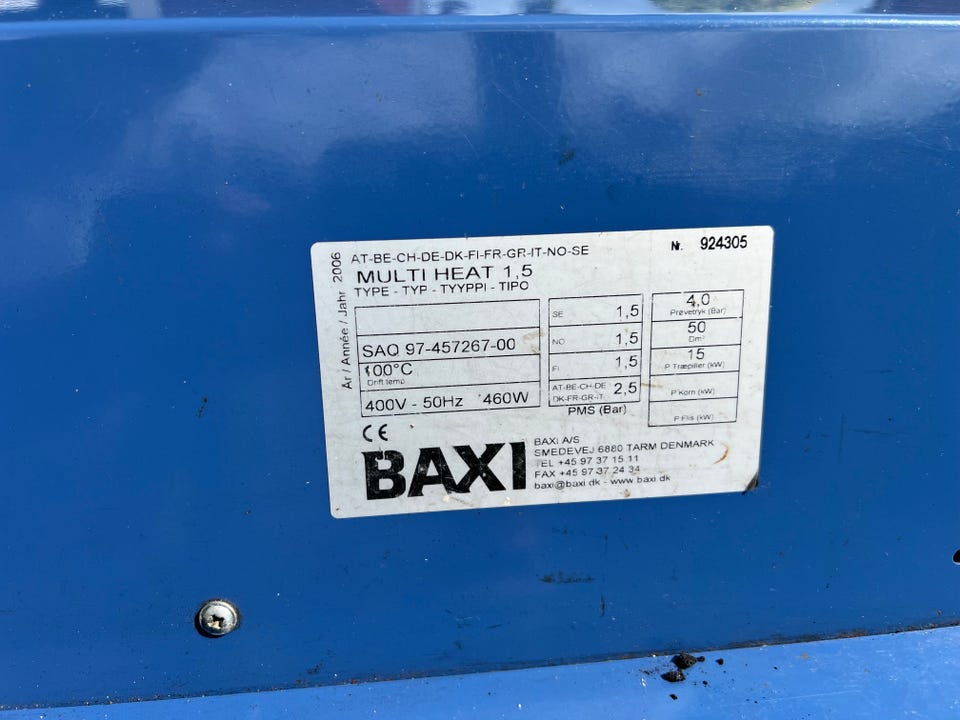 År / Année / Jahr 2006
AT-BE-CH-DE-DK-FI-FR-GR-IT-NO-SE
Nr. 924305
MULTI HEAT 1,5
TYPE - TYP - TYYPPI - TIPO
SAQ 97-457267-00
100°C
Drift temp
400V - 50Hz 460W
SE 1,5
NO 1,5
FI 1,5
AT-BE-CH-DE
DK-FR-GR-IT 2,5
PMS (Bar)
4,0
Prøvetryk (Bar)
50
Dm³
15
P Træpiller (kW)
P Korn (kW)
P Flis (kW)
CE
BAXI
BAXI A/S
SMEDEVEJ 6880 TARM DENMARK
TEL +45 97 37 15 11
FAX +45 97 37 24 34
baxi@baxi.dk - www.baxi.dk